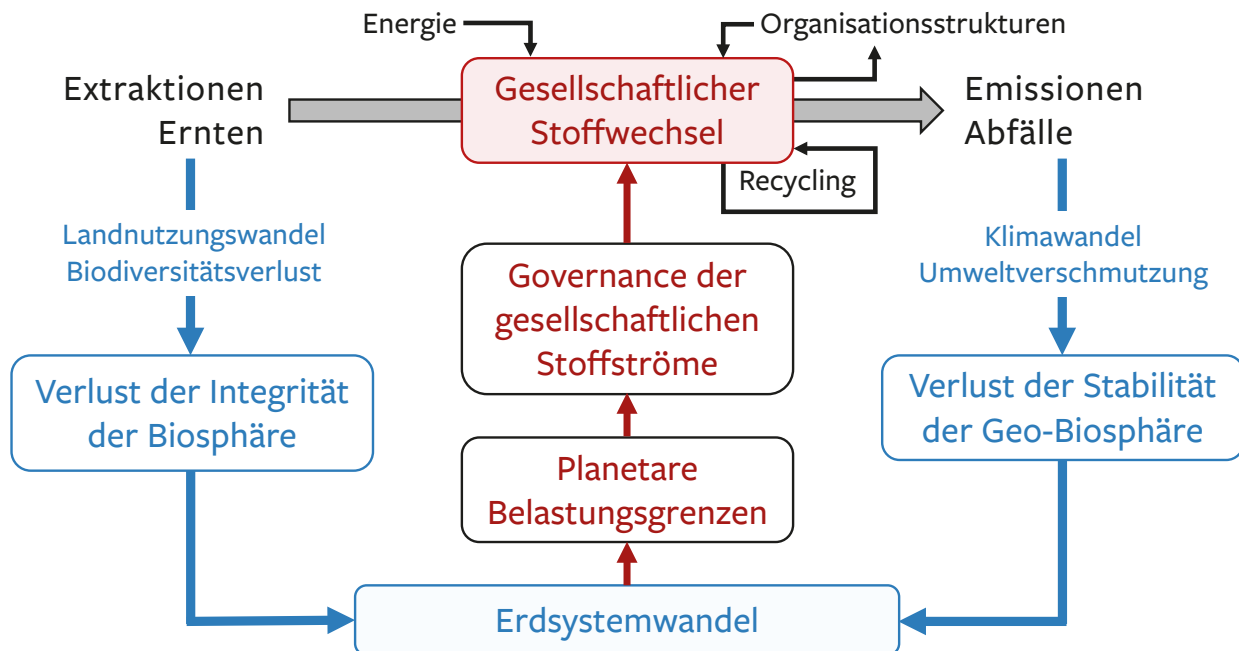 Energie
Organisationsstrukturen
Extraktionen
Ernten
Gesellschaftlicher
Stoffwechsel
Emissionen
Abfälle
Recycling
Landnutzungswandel
Biodiversitätsverlust
Klimawandel
Umweltverschmutzung
Governance der
gesellschaftlichen
Stoffströme
Verlust der Integrität
der Biosphäre
Verlust der Stabilität
der Geo-Biosphäre
Planetare
Belastungsgrenzen
Erdsystemwandel